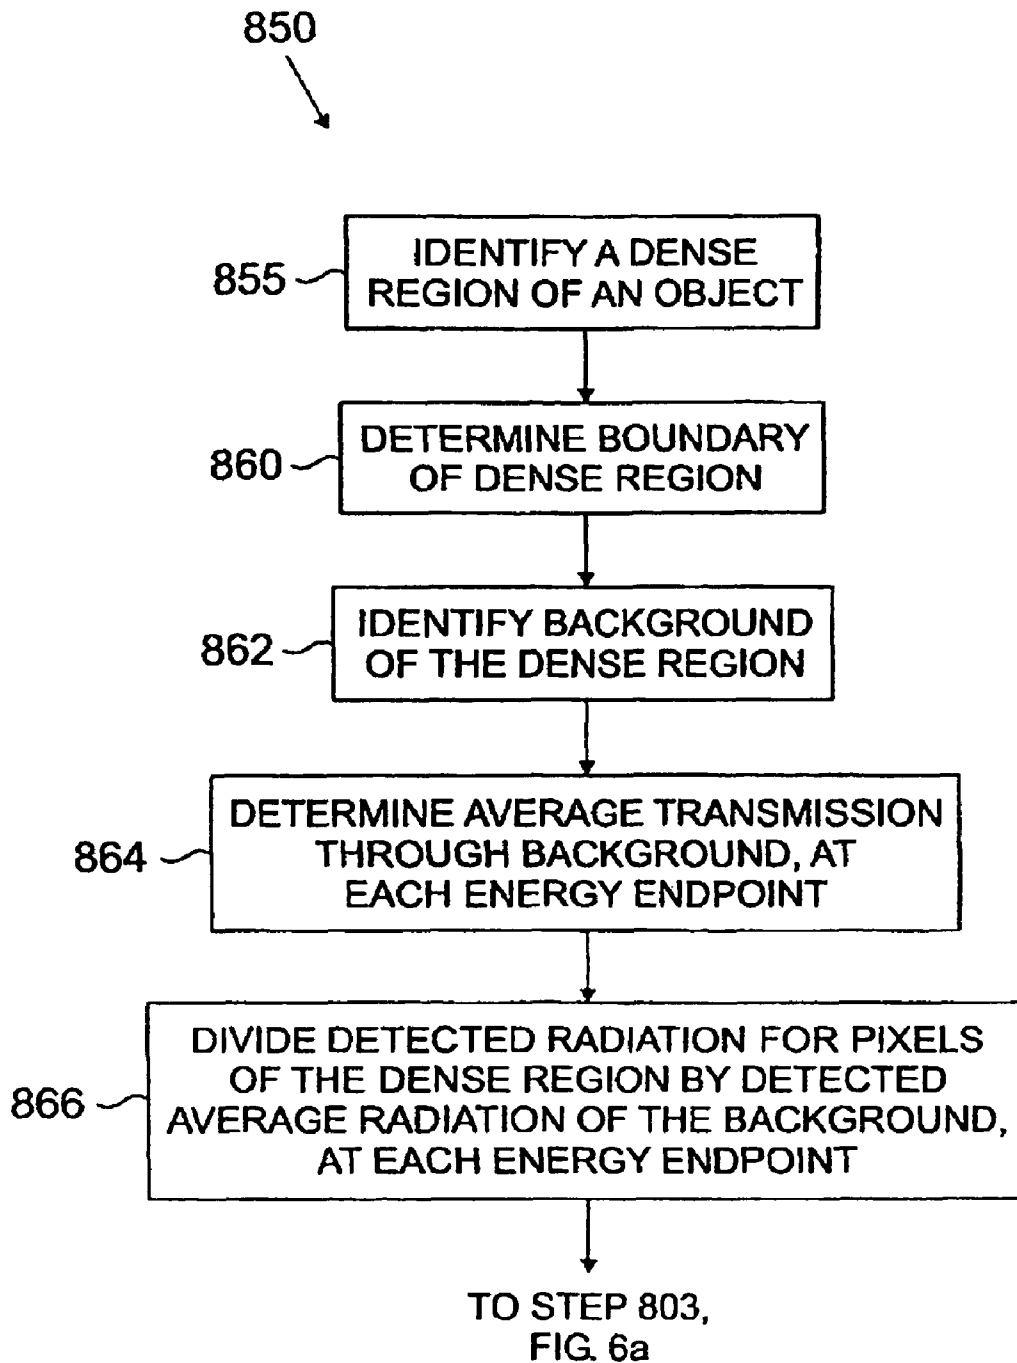 850
855
IDENTIFY A DENSE
REGION OF AN OBJECT
860
DETERMINE BOUNDARY
OF DENSE REGION
862
IDENTIFY BACKGROUND
OF THE DENSE REGION
864
DETERMINE AVERAGE TRANSMISSION
THROUGH BACKGROUND, AT
EACH ENERGY ENDPOINT
866
DIVIDE DETECTED RADIATION FOR PIXELS
OF THE DENSE REGION BY DETECTED
AVERAGE RADIATION OF THE BACKGROUND,
AT EACH ENERGY ENDPOINT
TO STEP 803,
FIG. 6a